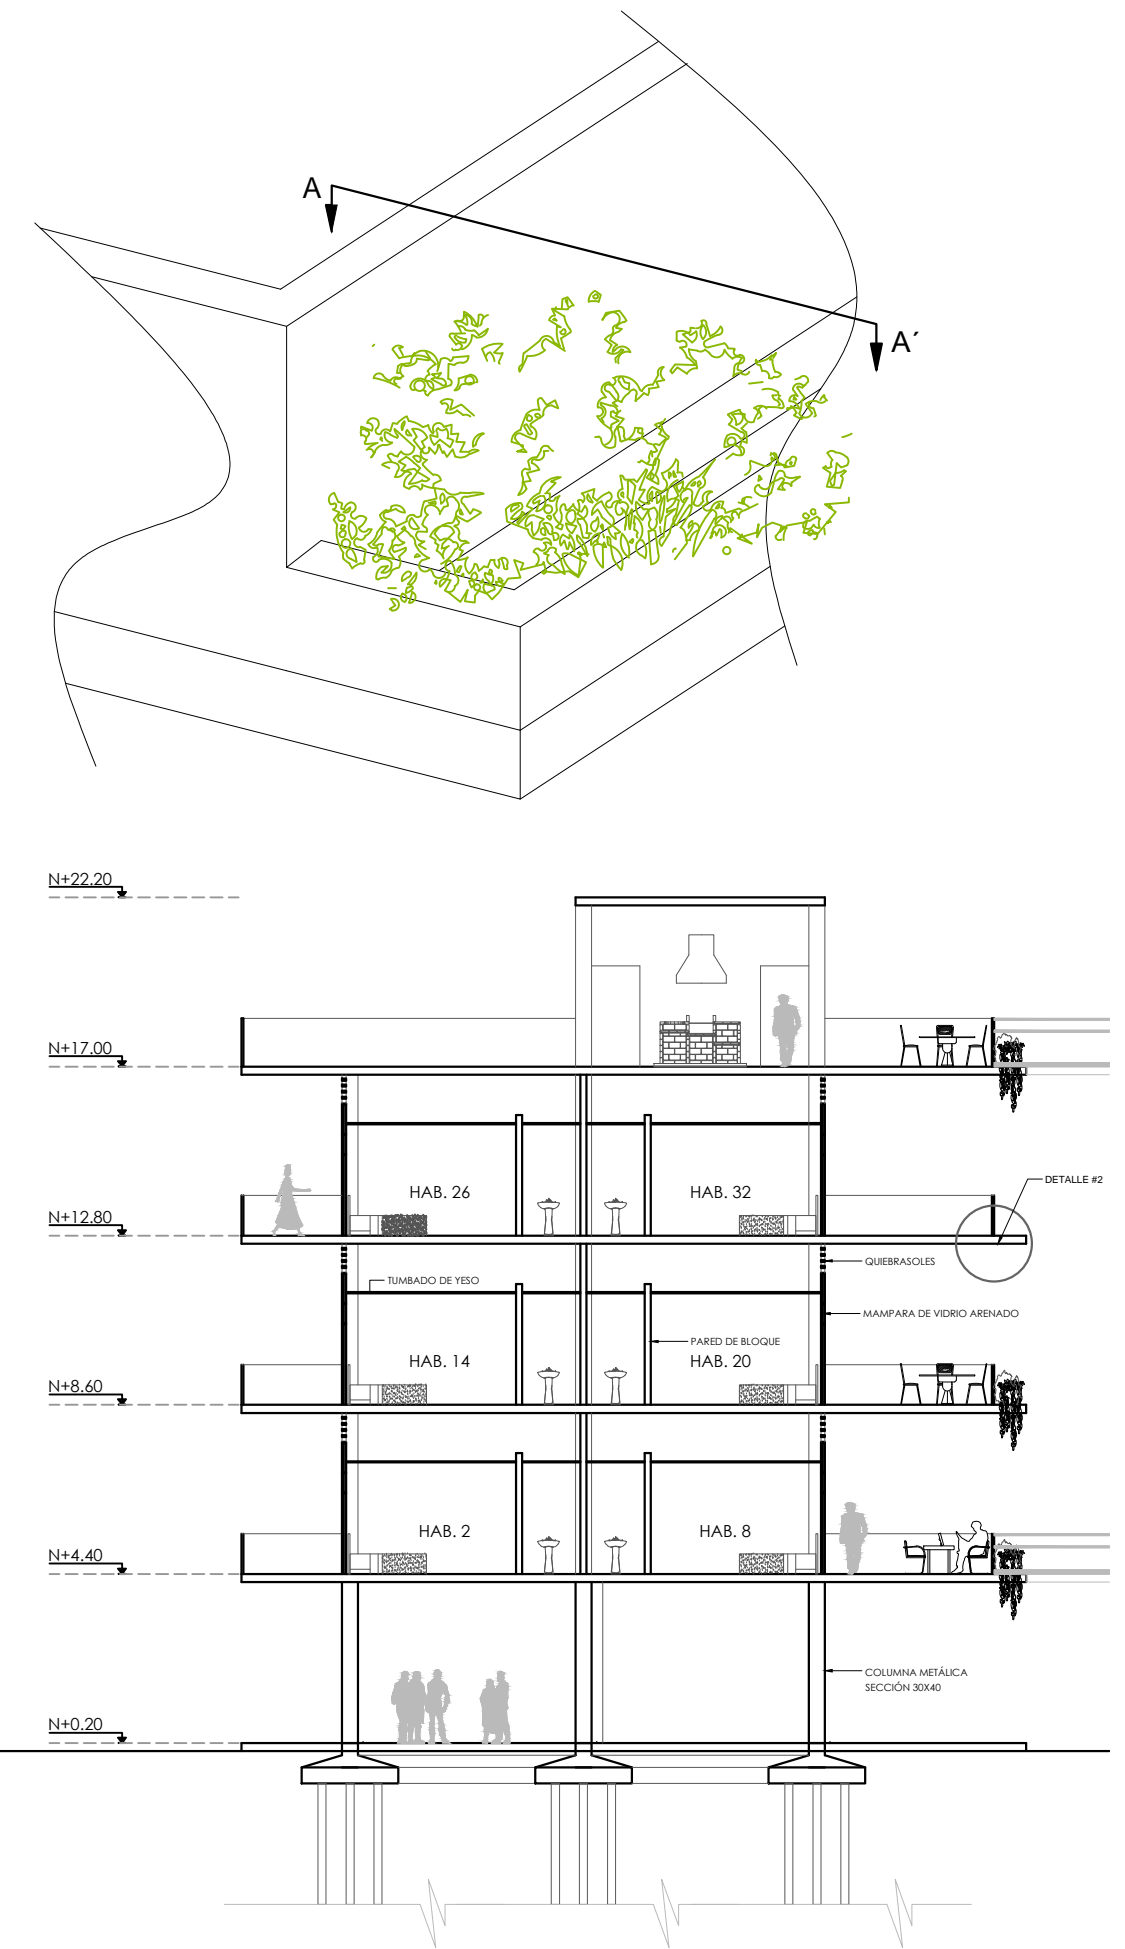 A
A´
N+22.20
N+17.00
DETALLE #2
HAB. 26
HAB. 32
N+12.80
QUIEBRASOLES
TUMBADO DE YESO
MAMPARA DE VIDRIO ARENADO
PARED DE BLOQUE
HAB. 14
HAB. 20
N+8.60
HAB. 2
HAB. 8
N+4.40
COLUMNA METÁLICA
SECCIÓN 30X40
N+0.20